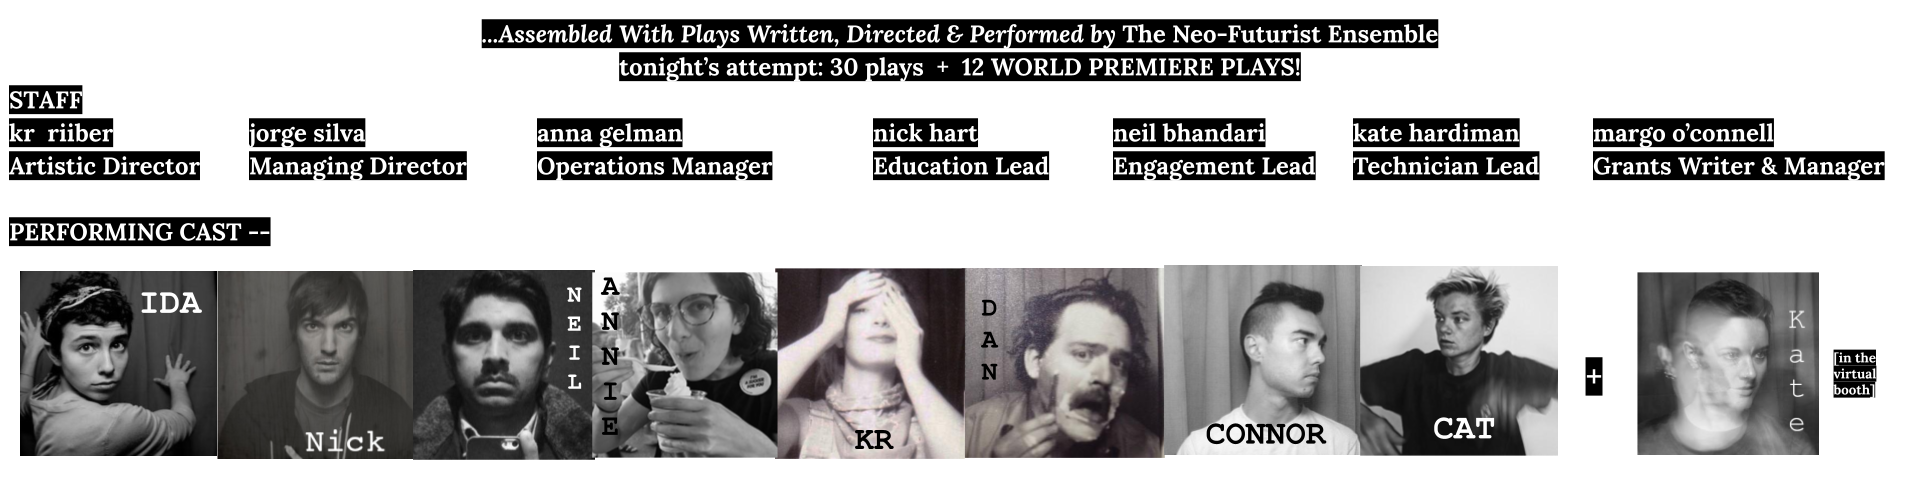 ...Assembled With Plays Written, Directed & Performed by The Neo-Futurist Ensemble
tonight's attempt: 30 plays + 12 WORLD PREMIERE PLAYS!
STAFF
kr riiber jorge silva anna gelman nick hart neil bhandari kate hardiman margo o'connell
Artistic Director Managing Director Operations Manager Education Lead Engagement Lead Technician Lead Grants Writer & Manager
PERFORMING CAST --
IDA
Nick
NEIL
ANNIE
KR
DAN
CONNOR
CAT
+
Kate
[in the
virtual
booth]